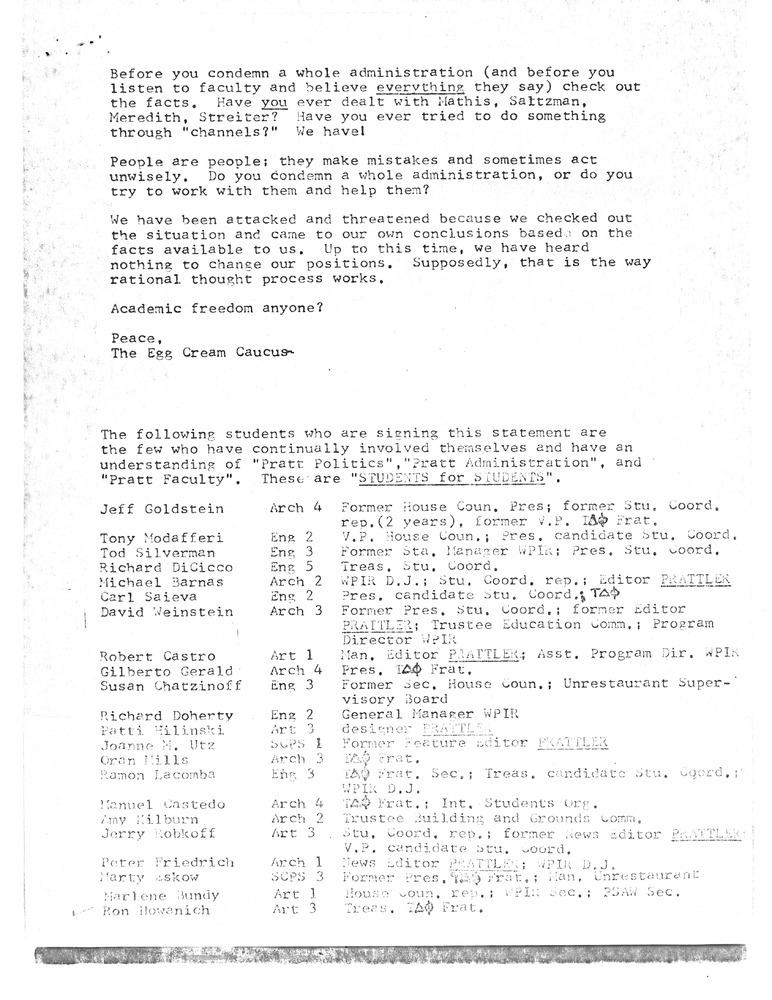 Before you condemn a whole administration (and before you
listen to faculty and believe everything they say) check out
the facts. Have you ever dealt with Mathis, Saltzman,
Meredith, Streiter? Have you ever tried to do something
through "channels?" We have!
People are people; they make mistakes and sometimes act
unwisely. Do you condemn a whole administration, or do you
try to work with them and help them?
We have been attacked and threatened because we checked out
the situation and came to our own conclusions based on the
facts available to us. Up to this time, we have heard
nothing to change our positions. Supposedly, that is the way
rational thought process works.
Academic freedom anyone?
Peace,
The Egg Cream Caucus
The following students who are signing this statement are
the few who have continually involved themselves and have an
understanding of "Pratt Politics","Pratt Administration", and
"Pratt Faculty". These are "STUDENTS for STUDENTS".
Jeff Goldstein Arch 4 Former House Coun. Pres; former Stu. Coord.
rep.(2 years), former V.P. ΤΔΦ Frat.
Tony Modafferi Eng 2 V.P. House Coun.; Pres. candidate Stu. Coord.
Tod Silverman Eng 3 Former Sta. Manager WPIR; Pres. Stu. Coord.
Richard DiCicco Eng 5 Treas. Stu. Coord.
Michael Barnas Arch 2 WPIR D.J.; Stu. Coord. rep.; Editor PRATTLER
Carl Saieva Eng 2 Pres. candidate Stu. Coord.; ΤΔΦ
David Weinstein Arch 3 Former Pres. Stu. Coord.; former Editor
PRATTLER; Trustee Education Comm.; Program
Director WPIR
Robert Castro Art 1 Man. Editor PRATTLER; Asst. Program Dir. WPIR
Gilberto Gerald Arch 4 Pres. ΤΔΦ Frat.
Susan Chatzinoff Eng 3 Former Sec. House Coun.; Unrestaurant Super-
visory Board
Richard Doherty Eng 2 General Manager WPIR
Patti Hilinski Art 3 designer PRATTLER
Joanne M. Utz SCPS 1 Former Feature Editor PRATTLER
Oran Mills Arch 3 ΤΔΦ Frat.
Ramon Lacomba Eng 3 ΤΔΦ Frat. Sec.; Treas. candidate Stu. Coord.;
WPIR D.J.
Manuel Castedo Arch 4 ΤΔΦ Frat.; Int. Students Org.
Amy Kilburn Arch 2 Trustee Building and Grounds Comm.
Jerry Kobkoff Art 3 Stu. Coord. rep.; former News Editor PRATTLER;
V.P. candidate Stu. Coord.
Peter Friedrich Arch 1 News Editor PRATTLER; WPIR D.J.
Marty Eskow SCPS 3 Former Pres. ΤΔΦ Frat.; Man. Unrestaurant
Marlene Bundy Art 1 House Coun. rep.; WPIR Sec.; PSAW Sec.
Ron Howanich Art 3 Treas. ΤΔΦ Frat.